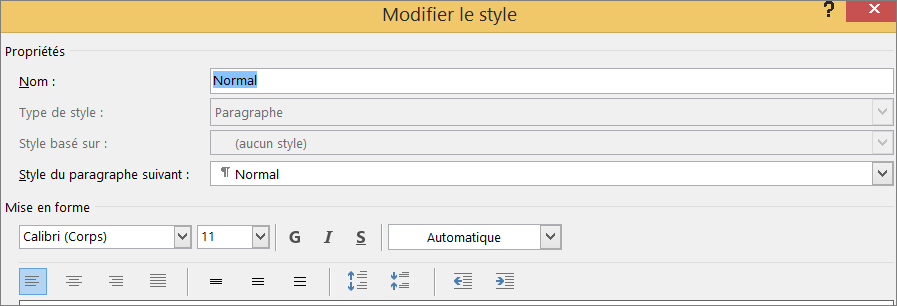 Modifier le style
?
Propriétés
Nom :
Normal
Type de style :
Paragraphe
Style basé sur :
(aucun style)
Style du paragraphe suivant :
¶ Normal
Mise en forme
Calibri (Corps)
11
G I S
Automatique